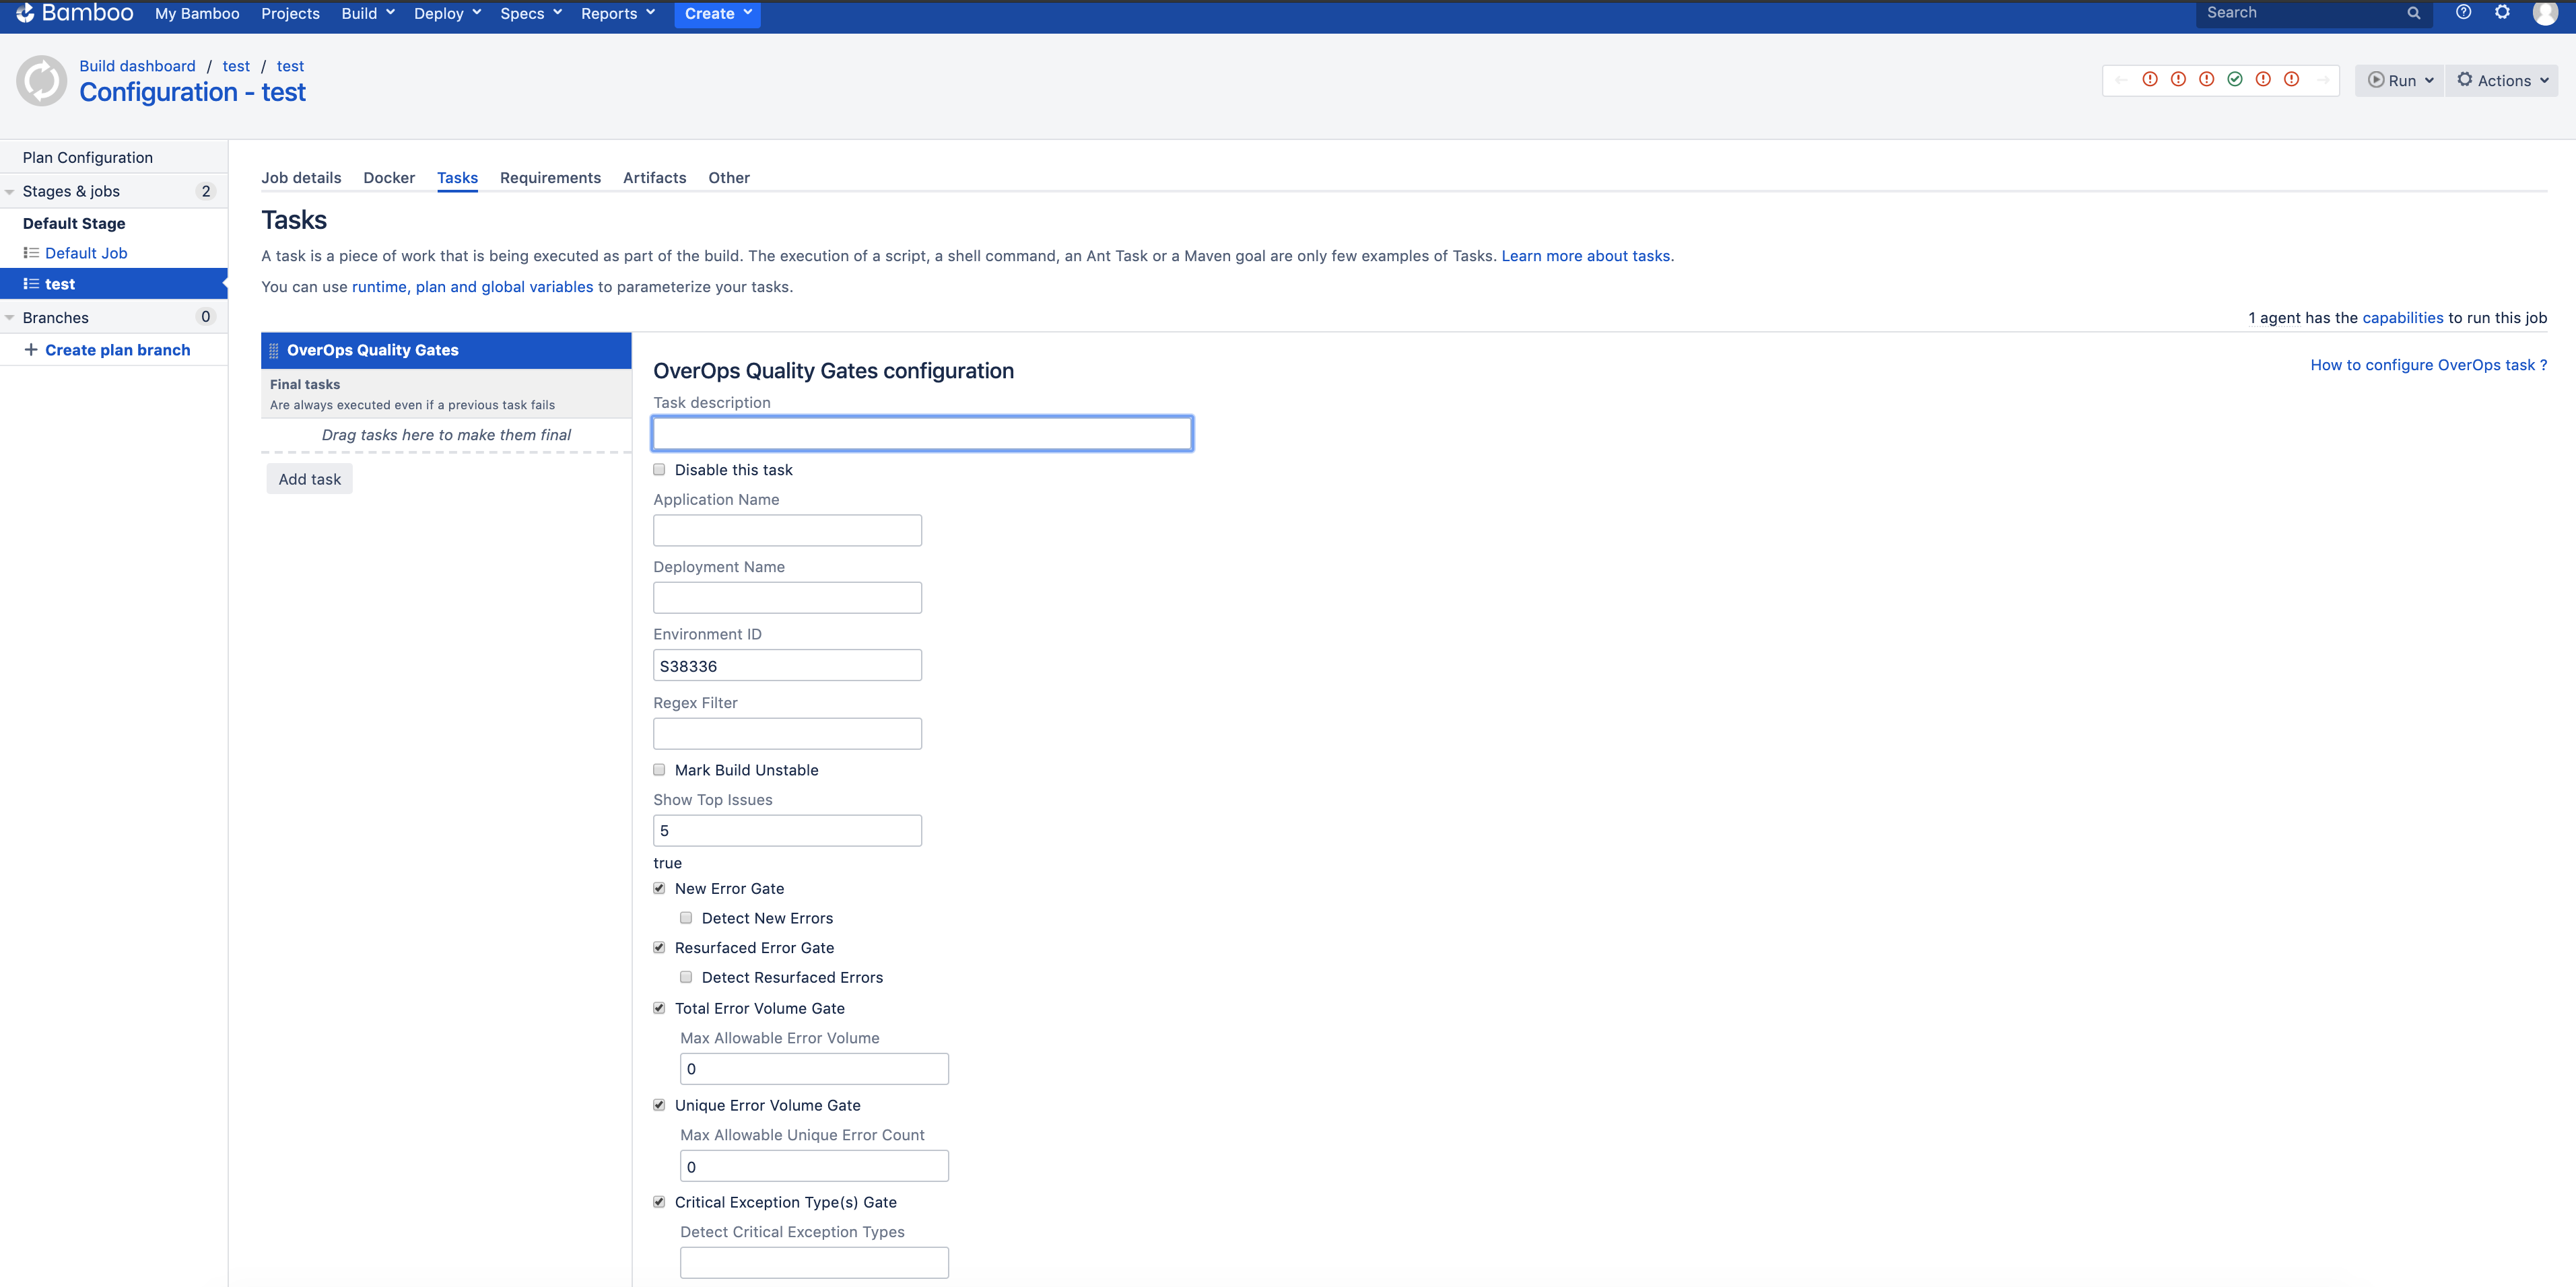 Bamboo My Bamboo Projects Build Deploy Specs Reports Create Search
Build dashboard / test / test
Configuration - test
Run Actions
Plan Configuration
Stages & jobs 2
Default Stage
Default Job
test
Branches 0
Create plan branch
Job details Docker Tasks Requirements Artifacts Other
Tasks
A task is a piece of work that is being executed as part of the build. The execution of a script, a shell command, an Ant Task or a Maven goal are only few examples of Tasks. Learn more about tasks.
You can use runtime, plan and global variables to parameterize your tasks.
1 agent has the capabilities to run this job
OverOps Quality Gates
Final tasks
Are always executed even if a previous task fails
Drag tasks here to make them final
Add task
OverOps Quality Gates configuration
How to configure OverOps task ?
Task description
Disable this task
Application Name
Deployment Name
Environment ID
S38336
Regex Filter
Mark Build Unstable
Show Top Issues
5
true
New Error Gate
Detect New Errors
Resurfaced Error Gate
Detect Resurfaced Errors
Total Error Volume Gate
Max Allowable Error Volume
0
Unique Error Volume Gate
Max Allowable Unique Error Count
0
Critical Exception Type(s) Gate
Detect Critical Exception Types